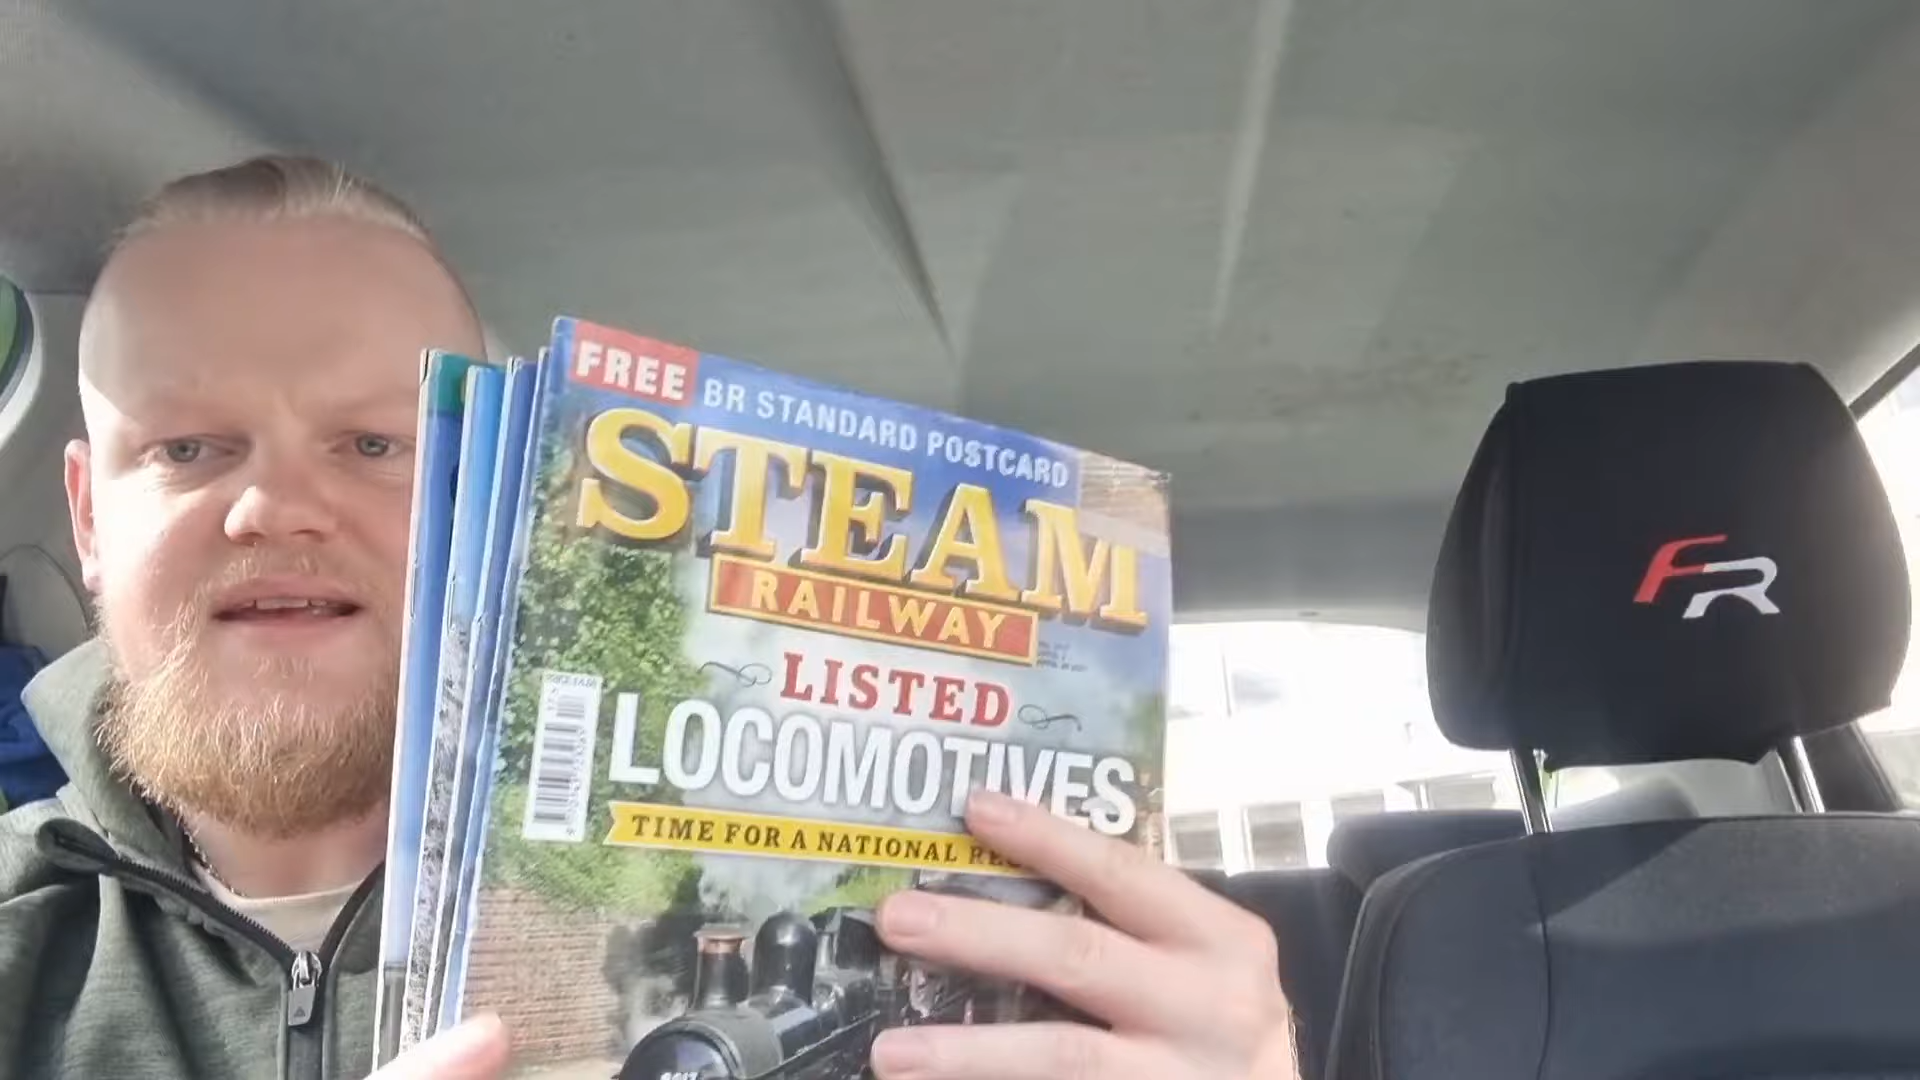 FREE BR STANDARD POSTCARD
STEAM
RAILWAY
LISTED
LOCOMOTIVES
TIME FOR A NATIONAL
FR